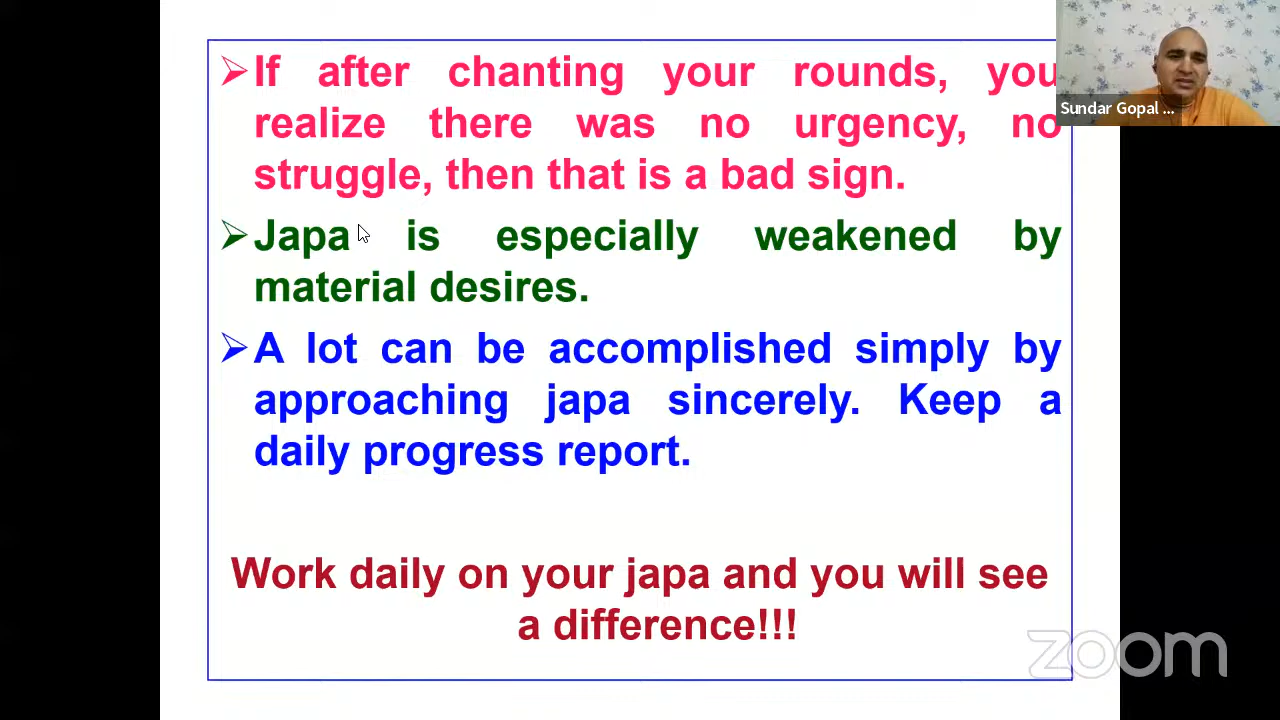 If after chanting your rounds, you
realize there was no urgency, no
struggle, then that is a bad sign.
Japa is especially weakened by
material desires.
A lot can be accomplished simply by
approaching japa sincerely. Keep a
daily progress report.
Work daily on your japa and you will see
a difference!!!
Sundar Gopal ...
zoom